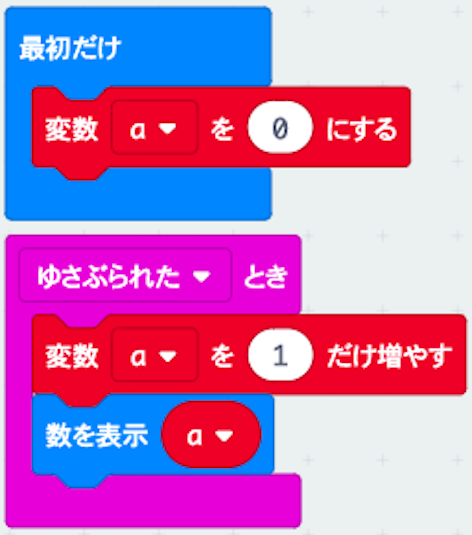 最初だけ
変数 a を 0 にする
ゆさぶられた とき
変数 a を 1 だけ増やす
数を表示 a